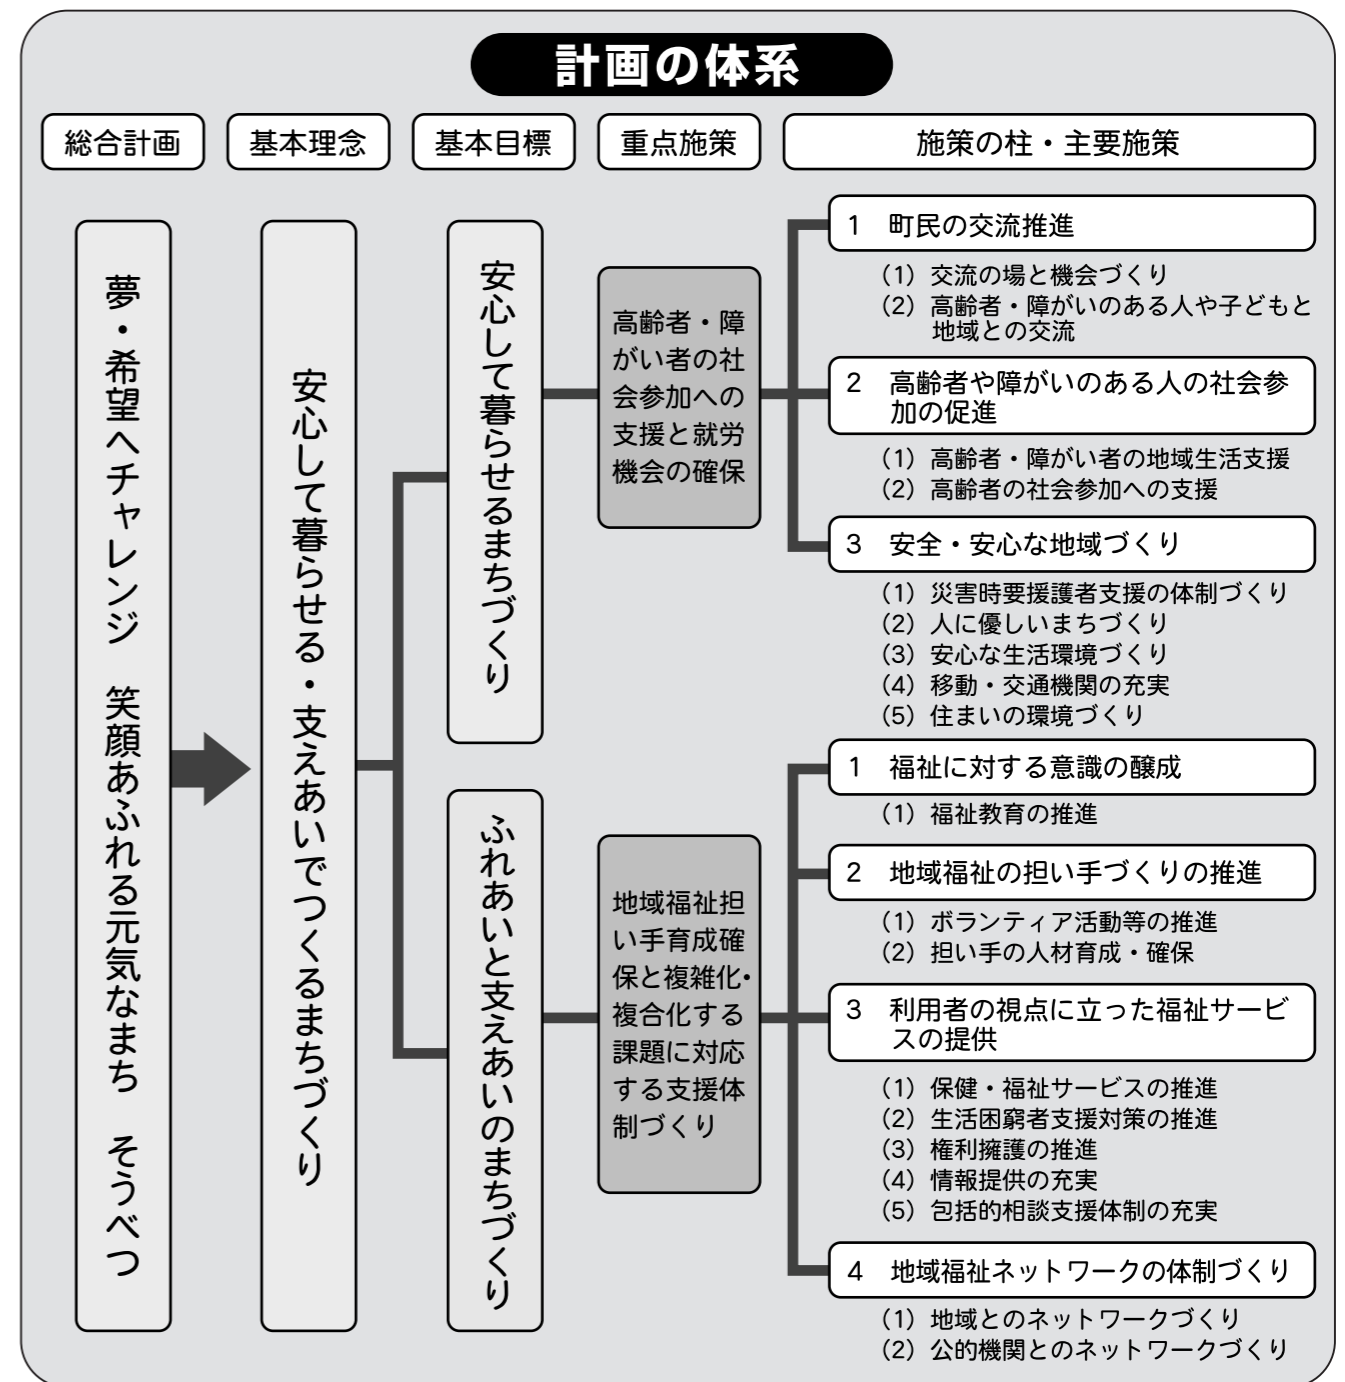 計画の体系
総合計画
基本理念
基本目標
重点施策
施策の柱・主要施策
夢・希望へチャレンジ 笑顔あふれる元気なまち そうべつ
安心して暮らせる・支えあいでつくるまちづくり
安心して暮らせるまちづくり
高齢者・障
がい者の社
会参加への
支援と就労
機会の確保
1 町民の交流推進
(1) 交流の場と機会づくり
(2) 高齢者・障がいのある人や子どもと
地域との交流
2 高齢者や障がいのある人の社会参
加の促進
(1) 高齢者・障がい者の地域生活支援
(2) 高齢者の社会参加への支援
3 安全・安心な地域づくり
(1) 災害時要援護者支援の体制づくり
(2) 人に優しいまちづくり
(3) 安心な生活環境づくり
(4) 移動・交通機関の充実
(5) 住まいの環境づくり
ふれあいと支えあいのまちづくり
地域福祉担
い手育成確
保と複雑化・
複合化する
課題に対応
する支援体
制づくり
1 福祉に対する意識の醸成
(1) 福祉教育の推進
2 地域福祉の担い手づくりの推進
(1) ボランティア活動等の推進
(2) 担い手の人材育成・確保
3 利用者の視点に立った福祉サービ
スの提供
(1) 保健・福祉サービスの推進
(2) 生活困窮者支援対策の推進
(3) 権利擁護の推進
(4) 情報提供の充実
(5) 包括的相談支援体制の充実
4 地域福祉ネットワークの体制づくり
(1) 地域とのネットワークづくり
(2) 公的機関とのネットワークづくり